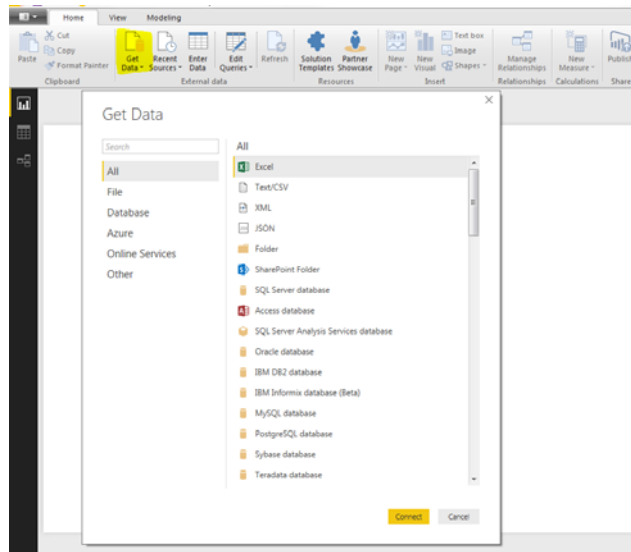 Home View Modeling
Paste
Cut
Copy
Format Painter
Clipboard
Get Data
Recent Sources
Enter Data
Edit Queries
External data
Refresh
Solution Templates
Partner Showcase
Resources
New Page
New Visual
Text box
Image
Shapes
Insert
Manage Relationships
Relationships
New Measure
Calculations
Publish
Share
Get Data
Search
All
File
Database
Azure
Online Services
Other
All
Excel
Text/CSV
XML
JSON
Folder
SharePoint Folder
SQL Server database
Access database
SQL Server Analysis Services database
Oracle database
IBM DB2 database
IBM Informix database (Beta)
MySQL database
PostgreSQL database
Sybase database
Teradata database
Connect
Cancel